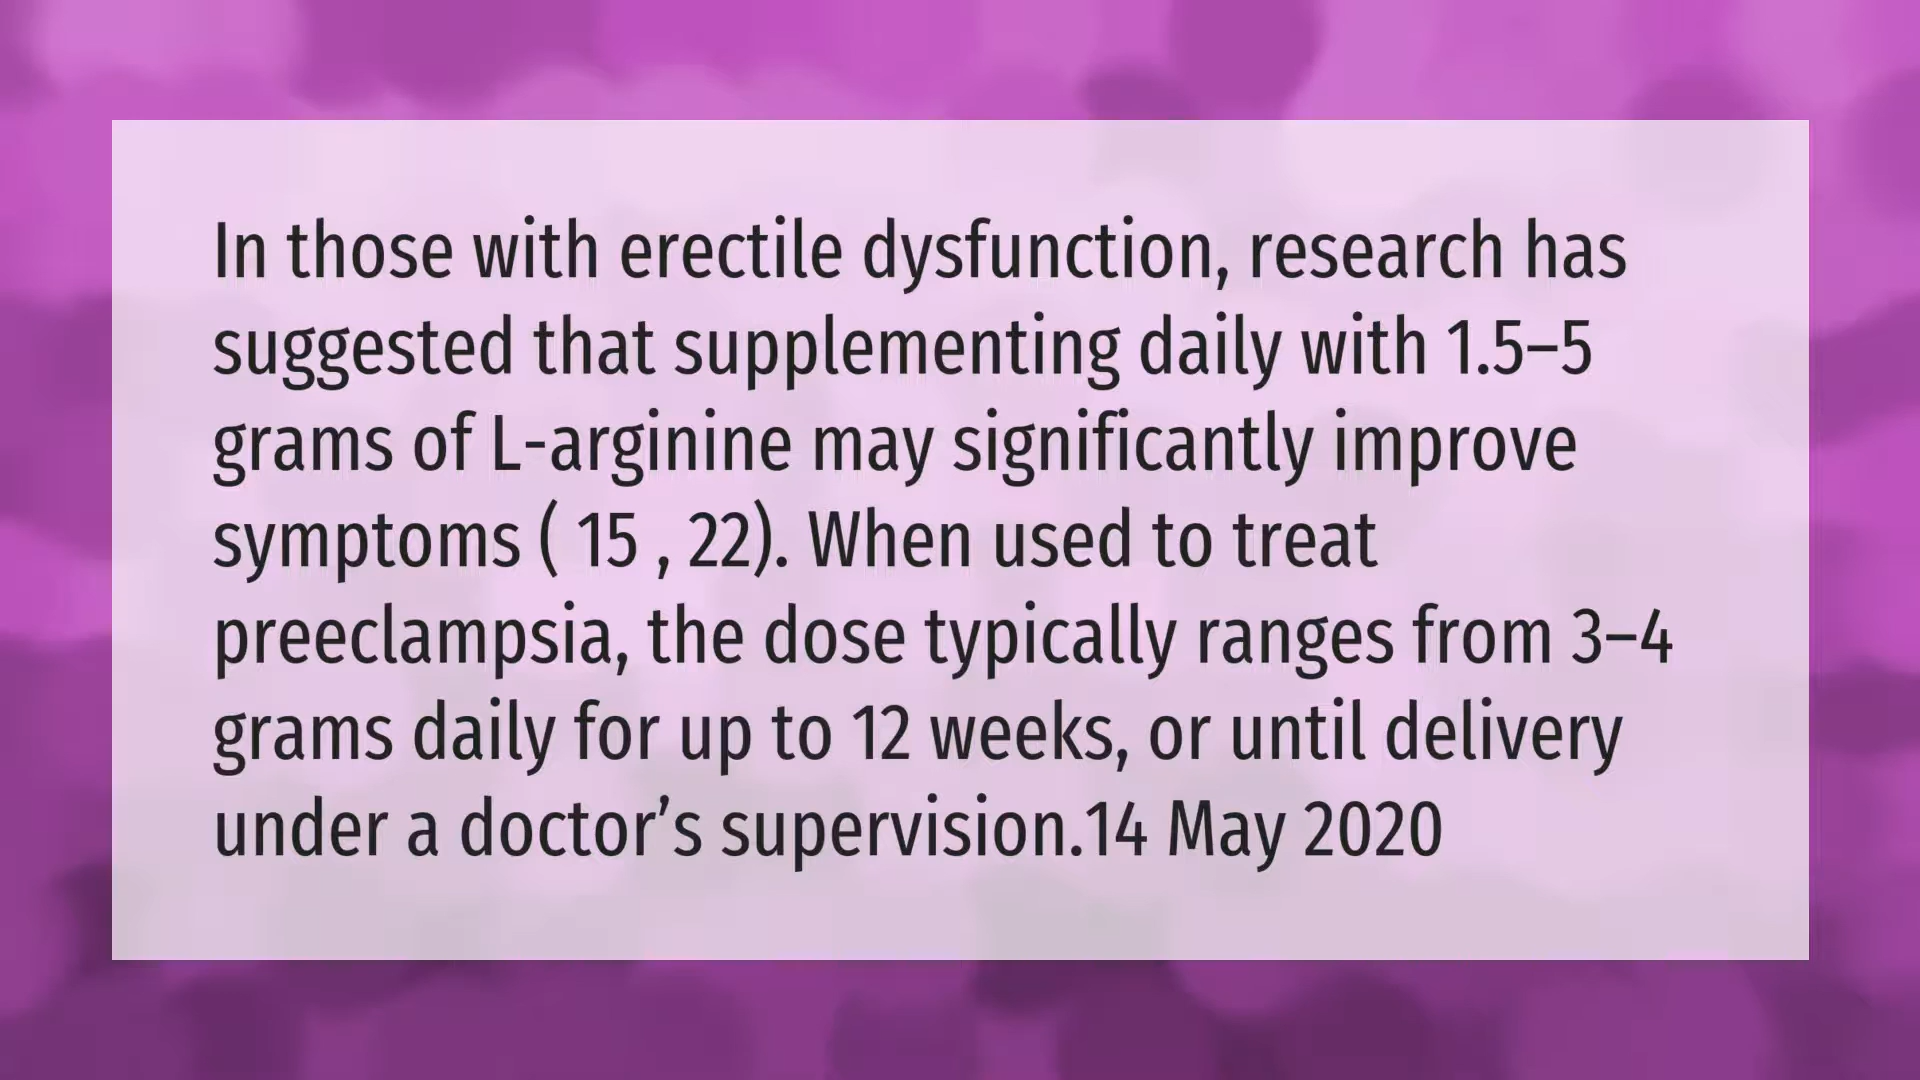 In those with erectile dysfunction, research has
suggested that supplementing daily with 1.5–5
grams of L-arginine may significantly improve
symptoms ( 15 , 22). When used to treat
preeclampsia, the dose typically ranges from 3–4
grams daily for up to 12 weeks, or until delivery
under a doctor’s supervision.14 May 2020